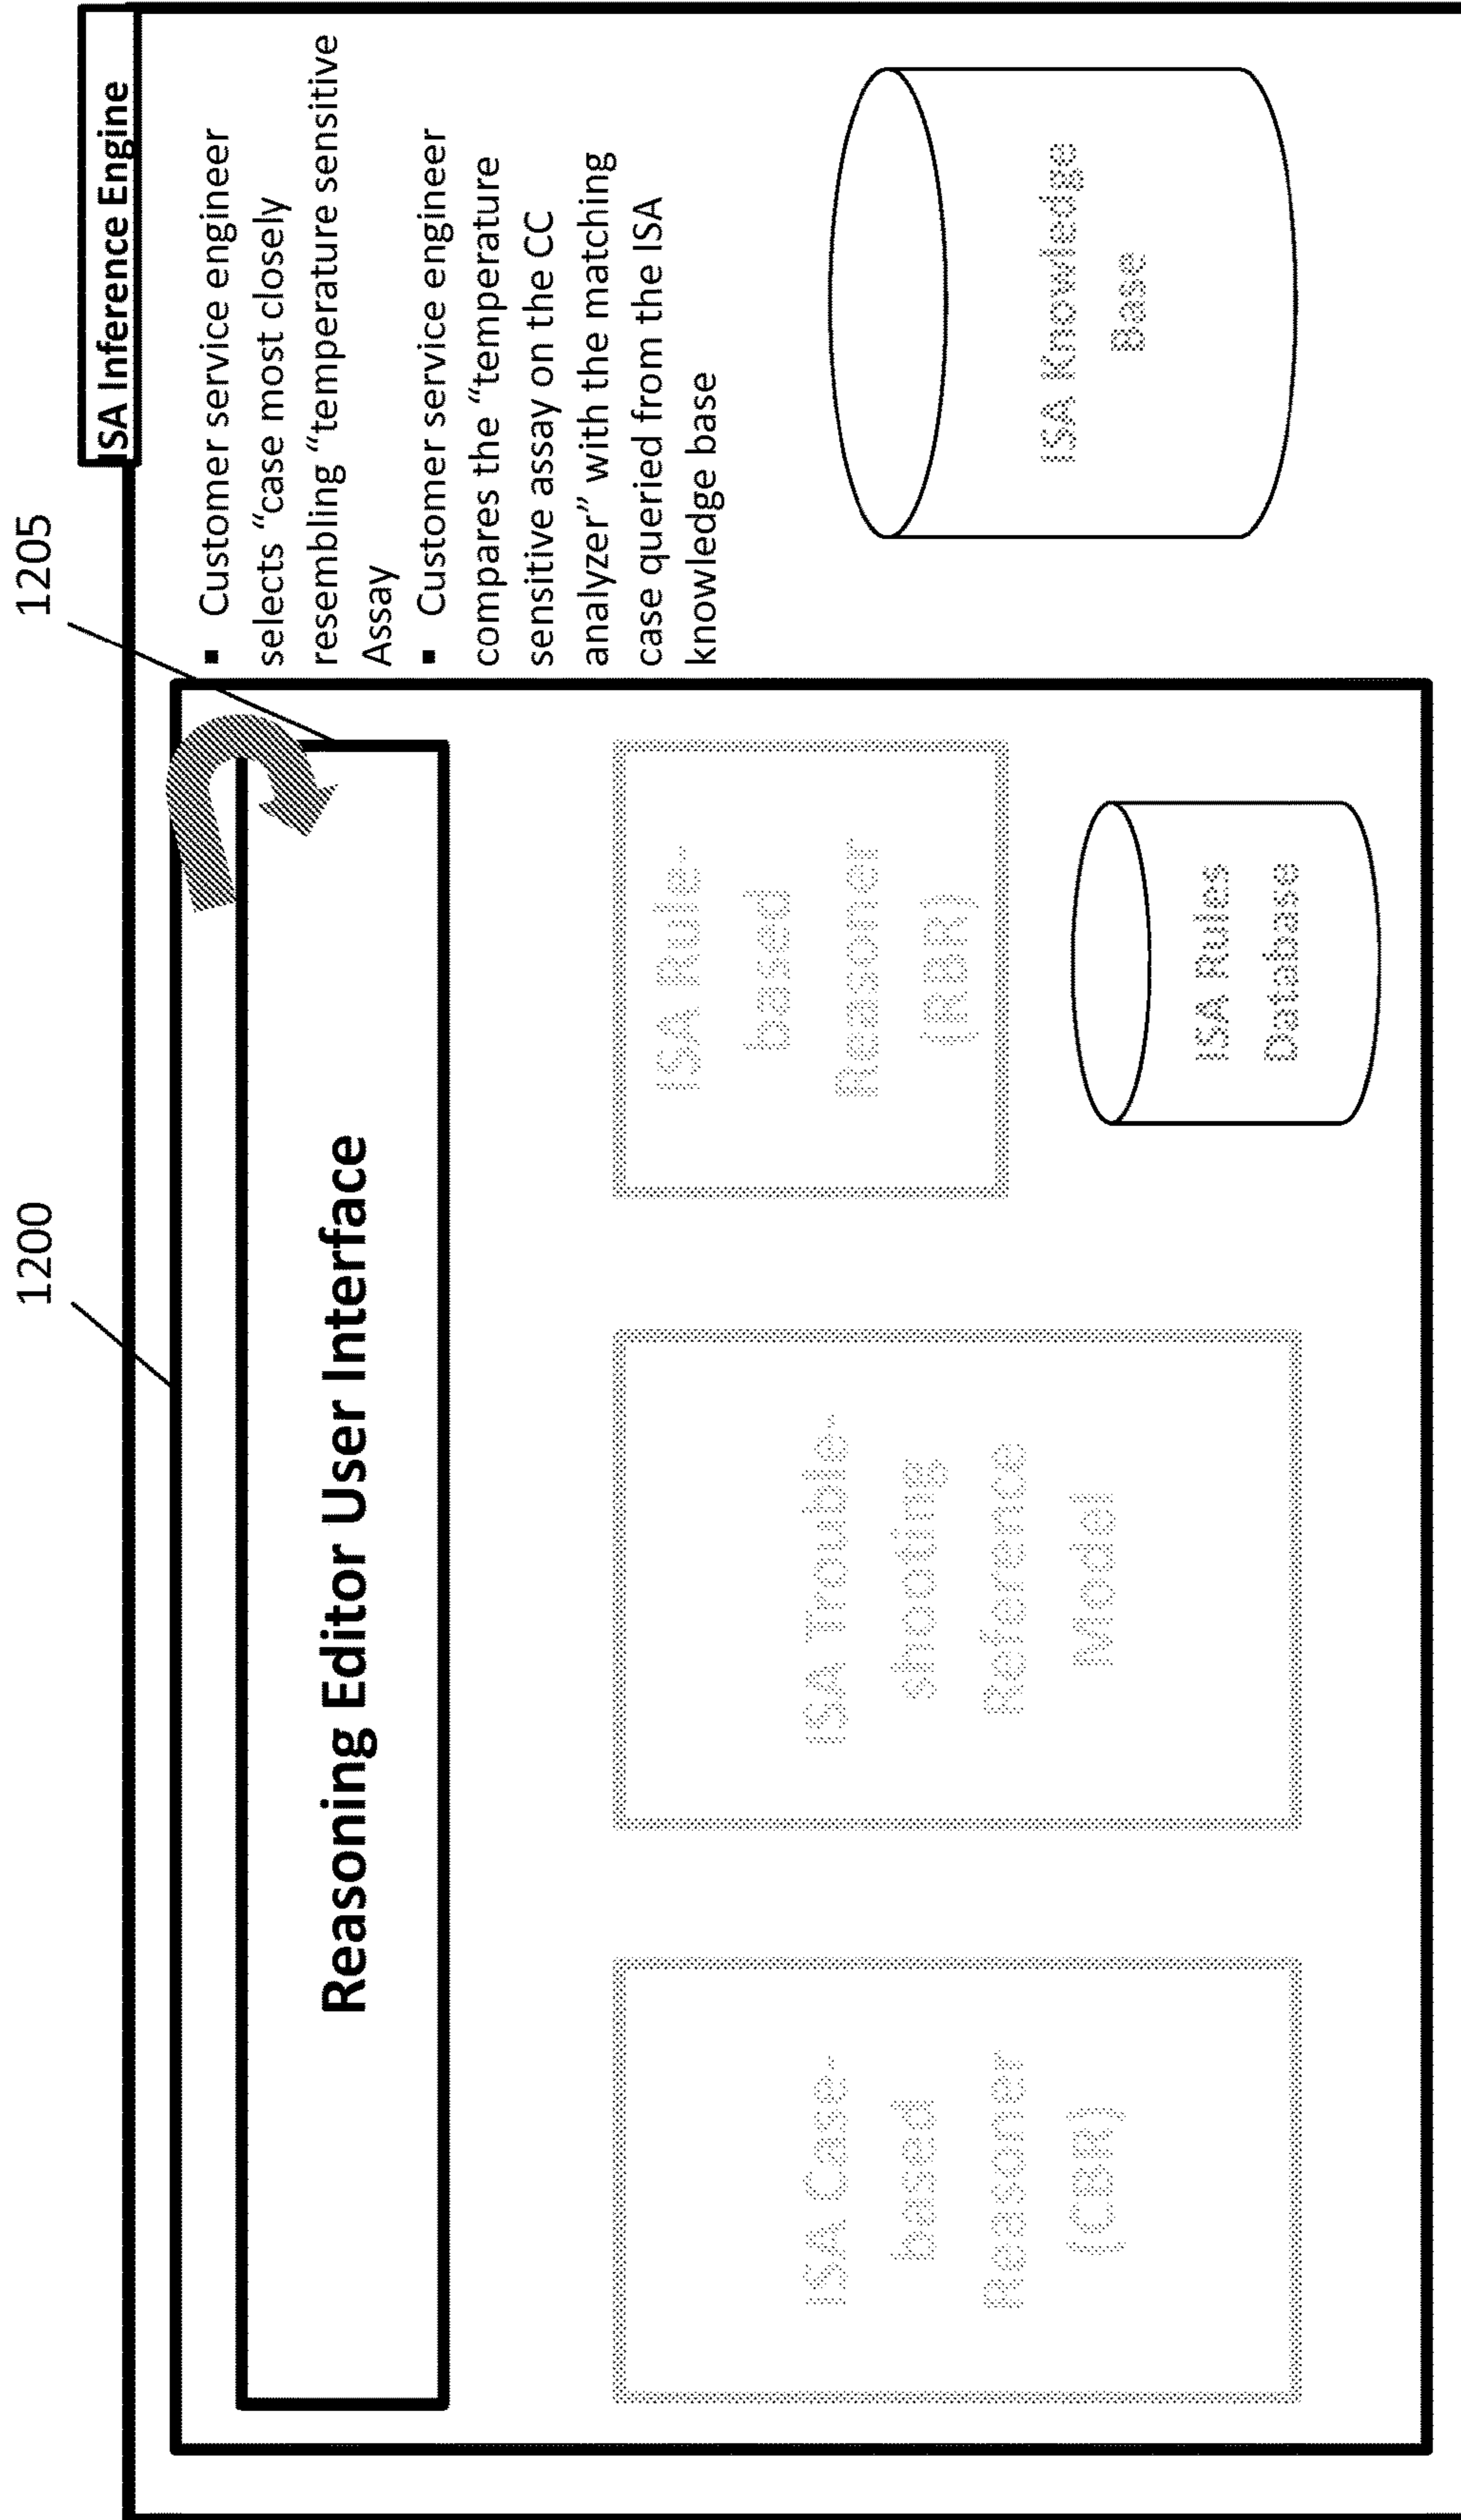 1200
1205
ISA Inference Engine
Reasoning Editor User Interface
▪ Customer service engineer
selects “case most closely
resembling “temperature sensitive
Assay
▪ Customer service engineer
compares the “temperature
sensitive assay on the CC
analyzer” with the matching
case queried from the ISA
knowledge base
ISA Case-
based
Reasoner
(CBR)
ISA Trouble-
shooting
Reference
Model
ISA Rule-
based
Reasoner
(RBR)
ISA Rules
Database
ISA Knowledge
Base